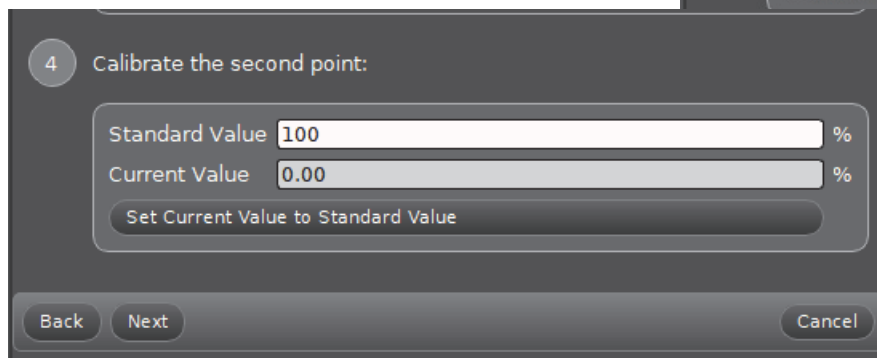 4 Calibrate the second point:
Standard Value 100 %
Current Value 0.00 %
Set Current Value to Standard Value
Back Next Cancel